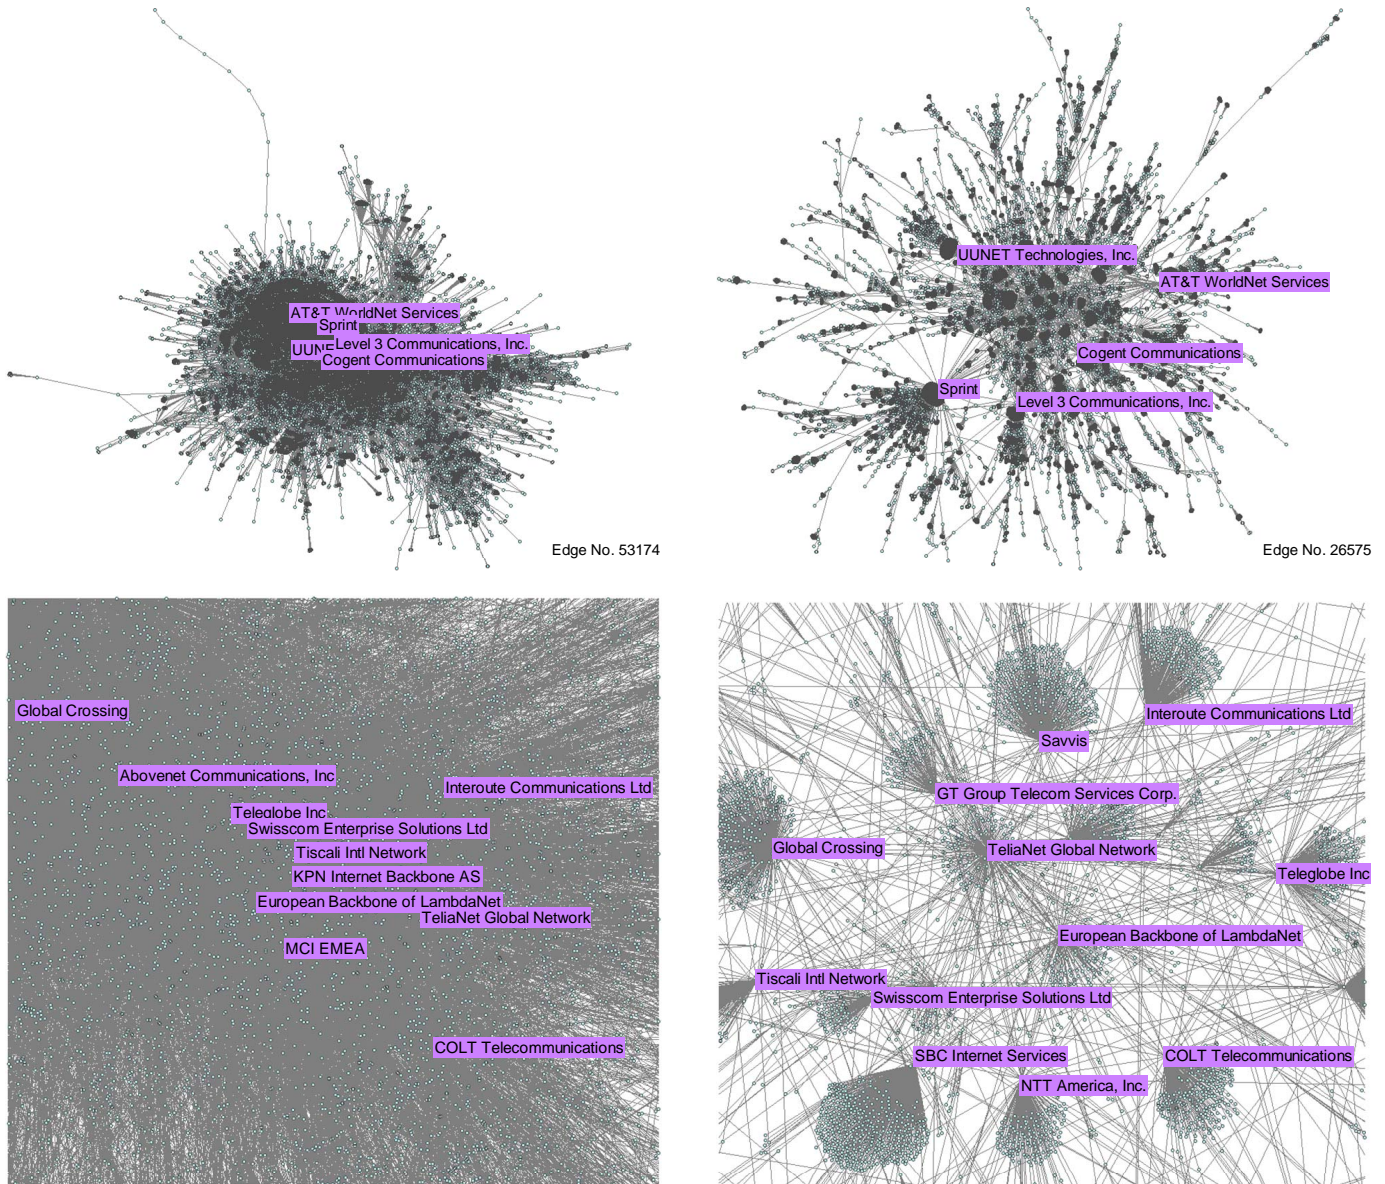 AT&T WorldNet Services
Sprint
Level 3 Communications, Inc.
UUNE
Cogent Communications
Edge No. 53174
UUNET Technologies, Inc.
AT&T WorldNet Services
Cogent Communications
Sprint
Level 3 Communications, Inc.
Edge No. 26575
Global Crossing
Abovenet Communications, Inc
Interoute Communications Ltd
Teleglobe Inc
Swisscom Enterprise Solutions Ltd
Tiscali Intl Network
KPN Internet Backbone AS
European Backbone of LambdaNet
TeliaNet Global Network
MCI EMEA
COLT Telecommunications
Interoute Communications Ltd
Savvis
GT Group Telecom Services Corp.
Global Crossing
TeliaNet Global Network
Teleglobe Inc
European Backbone of LambdaNet
Tiscali Intl Network
Swisscom Enterprise Solutions Ltd
SBC Internet Services
COLT Telecommunications
NTT America, Inc.